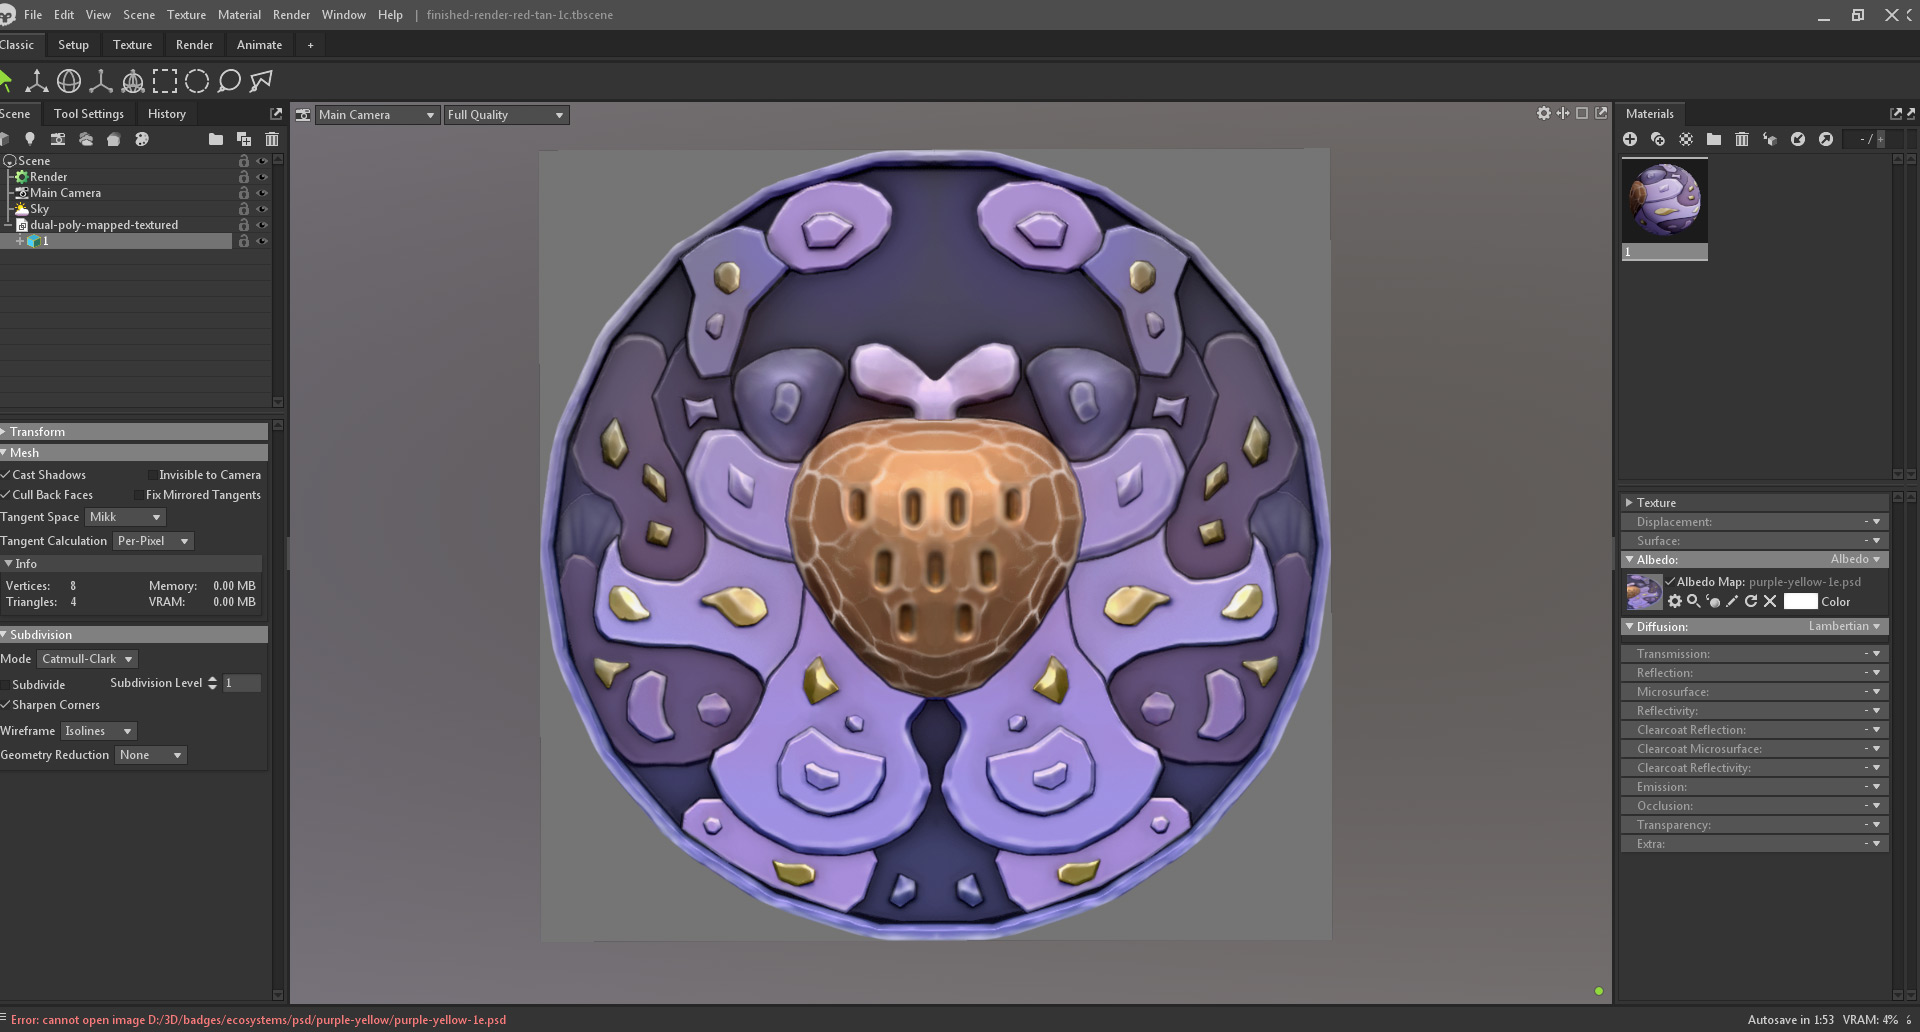 File Edit View Scene Texture Material Render Window Help | finished-render-red-tan-1c.tbscene
Classic Setup Texture Render Animate +
Scene Tool Settings History
Main Camera Full Quality
Materials
- / +
Scene
Render
Main Camera
Sky
dual-poly-mapped-textured
1
1
Transform
Mesh
Cast Shadows Invisible to Camera
Cull Back Faces Fix Mirrored Tangents
Tangent Space Mikk
Tangent Calculation Per-Pixel
Info
Vertices: 8 Memory: 0.00 MB
Triangles: 4 VRAM: 0.00 MB
Subdivision
Mode Catmull-Clark
Subdivide Subdivision Level 1
Sharpen Corners
Wireframe Isolines
Geometry Reduction None
Texture
Displacement: -
Surface: -
Albedo: Albedo
Albedo Map: purple-yellow-1e.psd
Color
Diffusion: Lambertian
Transmission: -
Reflection: -
Microsurface: -
Reflectivity: -
Clearcoat Reflection: -
Clearcoat Microsurface: -
Clearcoat Reflectivity: -
Emission: -
Occlusion: -
Transparency: -
Extra: -
Error: cannot open image D:/3D/badges/ecosystems/psd/purple-yellow/purple-yellow-1e.psd
Autosave in 1:53 VRAM: 4%